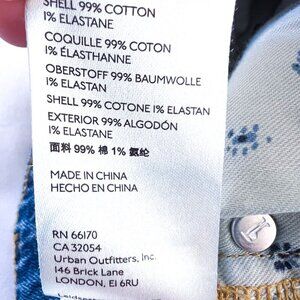 SHELL 99% COTTON
1% ELASTANE
COQUILLE 99% COTON
1% ÉLASTHANNE
OBERSTOFF 99% BAUMWOLLE
1% ELASTAN
SHELL 99% COTONE 1% ELASTAN
EXTERIOR 99% ALGODÓN
1% ELASTANE
面料 99% 棉 1% 氨纶
MADE IN CHINA
HECHO EN CHINA
RN 66170
CA 32054
Urban Outfitters, Inc.
146 Brick Lane
LONDON, E1 6RU